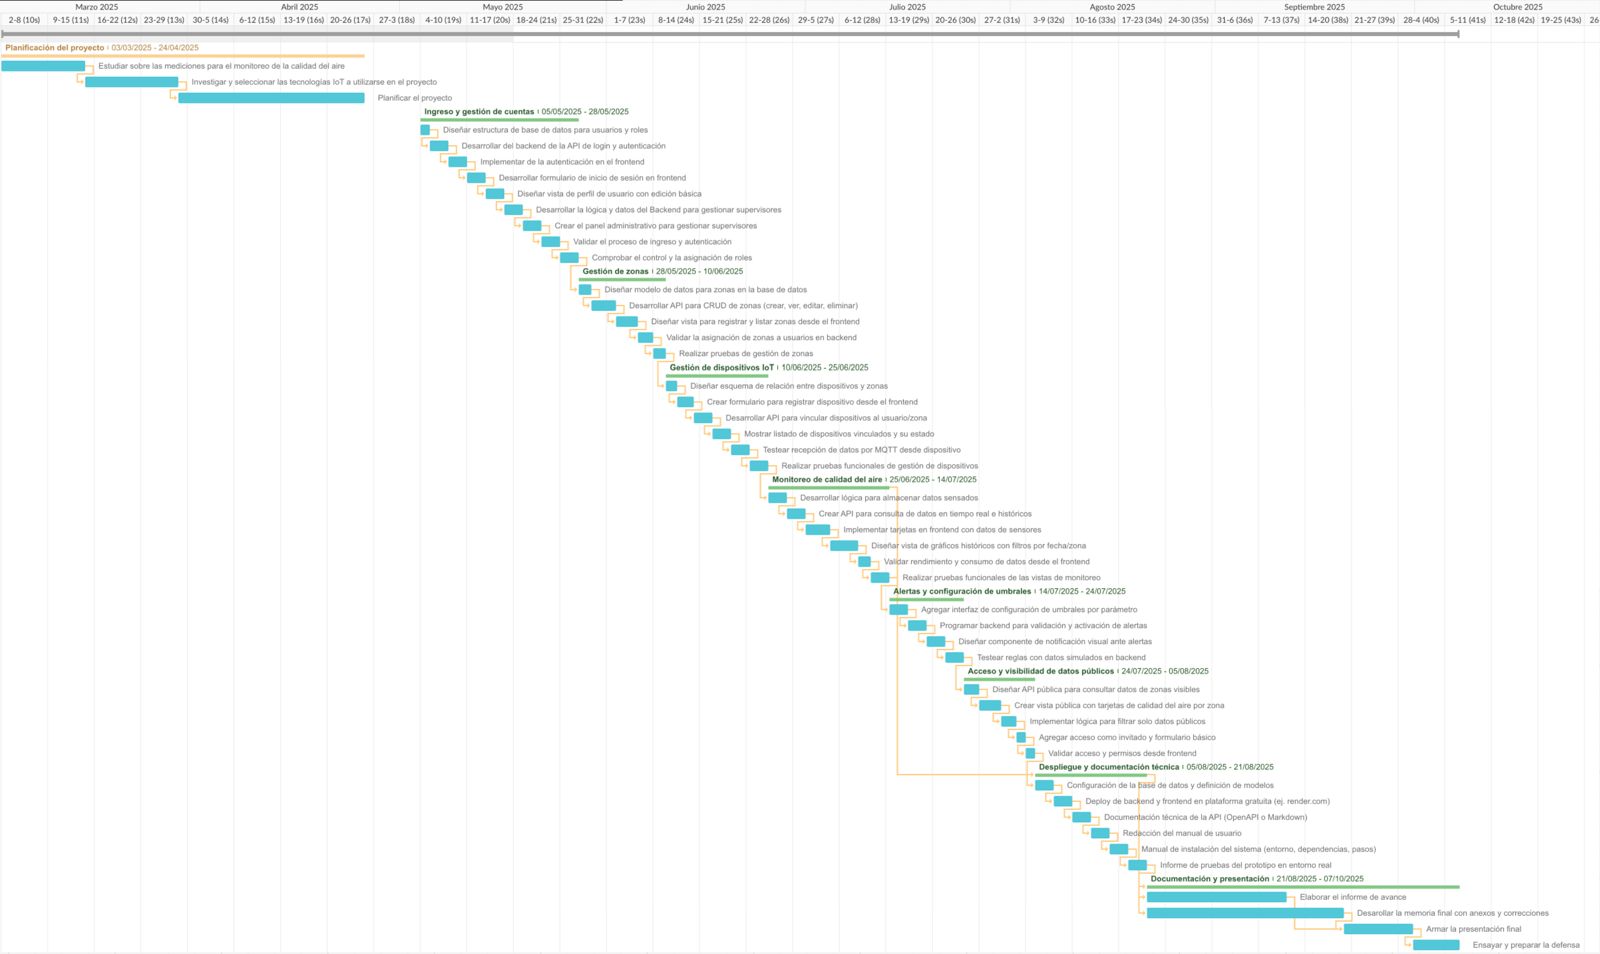 Marzo 2025 Abril 2025 Mayo 2025 Junio 2025 Julio 2025 Agosto 2025 Septiembre 2025 Octubre 2025
2-8 (10s) 9-15 (11s) 16-22 (12s) 23-29 (13s) 30-5 (14s) 6-12 (15s) 13-19 (16s) 20-26 (17s) 27-3 (18s) 4-10 (19s) 11-17 (20s) 18-24 (21s) 25-31 (22s) 1-7 (23s) 8-14 (24s) 15-21 (25s) 22-28 (26s) 29-5 (27s) 6-12 (28s) 13-19 (29s) 20-26 (30s) 27-2 (31s) 3-9 (32s) 10-16 (33s) 17-23 (34s) 24-30 (35s) 31-6 (36s) 7-13 (37s) 14-20 (38s) 21-27 (39s) 28-4 (40s) 5-11 (41s) 12-18 (42s) 19-25 (43s) 26
Planificación del proyecto : 03/03/2025 - 24/04/2025
Estudiar sobre las mediciones para el monitoreo de la calidad del aire
Investigar y seleccionar las tecnologías IoT a utilizarse en el proyecto
Planificar el proyecto
Ingreso y gestión de cuentas : 05/05/2025 - 28/05/2025
Diseñar estructura de base de datos para usuarios y roles
Desarrollar del backend de la API de login y autenticación
Implementar de la autenticación en el frontend
Desarrollar formulario de inicio de sesión en frontend
Diseñar vista de perfil de usuario con edición básica
Desarrollar la lógica y datos del Backend para gestionar supervisores
Crear el panel administrativo para gestionar supervisores
Validar el proceso de ingreso y autenticación
Comprobar el control y la asignación de roles
Gestión de zonas : 28/05/2025 - 10/06/2025
Diseñar modelo de datos para zonas en la base de datos
Desarrollar API para CRUD de zonas (crear, ver, editar, eliminar)
Diseñar vista para registrar y listar zonas desde el frontend
Validar la asignación de zonas a usuarios en backend
Realizar pruebas de gestión de zonas
Gestión de dispositivos IoT : 10/06/2025 - 25/06/2025
Diseñar esquema de relación entre dispositivos y zonas
Crear formulario para registrar dispositivo desde el frontend
Desarrollar API para vincular dispositivos al usuario/zona
Mostrar listado de dispositivos vinculados y su estado
Testear recepción de datos por MQTT desde dispositivo
Realizar pruebas funcionales de gestión de dispositivos
Monitoreo de calidad del aire : 25/06/2025 - 14/07/2025
Desarrollar lógica para almacenar datos sensados
Crear API para consulta de datos en tiempo real e históricos
Implementar tarjetas en frontend con datos de sensores
Diseñar vista de gráficos históricos con filtros por fecha/zona
Validar rendimiento y consumo de datos desde el frontend
Realizar pruebas funcionales de las vistas de monitoreo
Alertas y configuración de umbrales : 14/07/2025 - 24/07/2025
Agregar interfaz de configuración de umbrales por parámetro
Programar backend para validación y activación de alertas
Diseñar componente de notificación visual ante alertas
Testear reglas con datos simulados en backend
Acceso y visibilidad de datos públicos : 24/07/2025 - 05/08/2025
Diseñar API pública para consultar datos de zonas visibles
Crear vista pública con tarjetas de calidad del aire por zona
Implementar lógica para filtrar solo datos públicos
Agregar acceso como invitado y formulario básico
Validar acceso y permisos desde frontend
Despliegue y documentación técnica : 05/08/2025 - 21/08/2025
Configuración de la base de datos y definición de modelos
Deploy de backend y frontend en plataforma gratuita (ej. render.com)
Documentación técnica de la API (OpenAPI o Markdown)
Redacción del manual de usuario
Manual de instalación del sistema (entorno, dependencias, pasos)
Informe de pruebas del prototipo en entorno real
Documentación y presentación : 21/08/2025 - 07/10/2025
Elaborar el informe de avance
Desarollar la memoria final con anexos y correcciones
Armar la presentación final
Ensayar y preparar la defensa